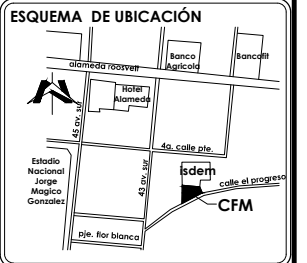 ESQUEMA DE UBICACIÓN
Banco
Agricola
Bancofit
alameda roosvelt
Hotel
Alameda
45 av. sur
43 av. sur
4a. calle pte.
Estadio
Nacional
Jorge
Magico
Gonzalez
isdem
calle el progreso
CFM
pje. flor blanca